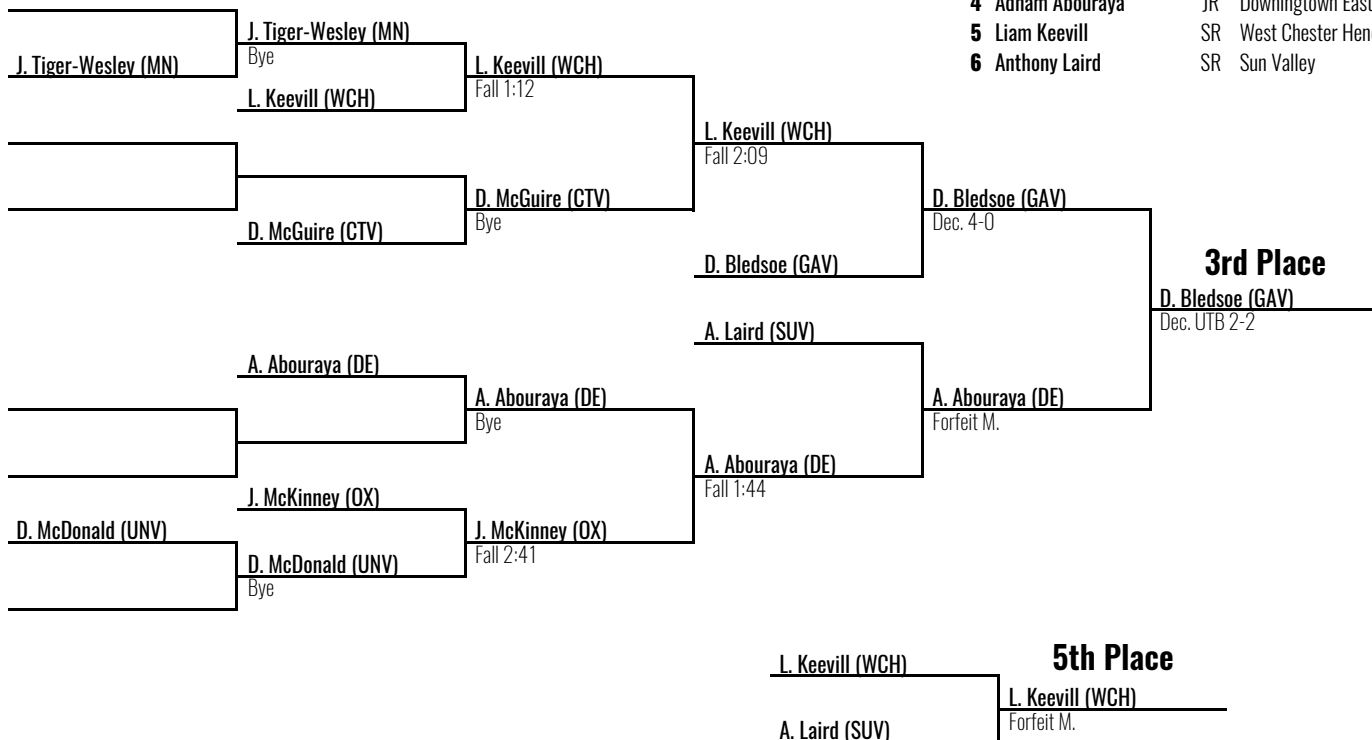 4 Adham Abouraya JR Downingtown East
5 Liam Keevill SR West Chester Hen
6 Anthony Laird SR Sun Valley
J. Tiger-Wesley (MN)
J. Tiger-Wesley (MN)
Bye
L. Keevill (WCH)
L. Keevill (WCH)
Fall 1:12
D. McGuire (CTV)
D. McGuire (CTV)
Bye
L. Keevill (WCH)
Fall 2:09
D. Bledsoe (GAV)
D. Bledsoe (GAV)
Dec. 4-0
3rd Place
D. Bledsoe (GAV)
Dec. UTB 2-2
A. Laird (SUV)
A. Abouraya (DE)
A. Abouraya (DE)
Bye
A. Abouraya (DE)
Forfeit M.
A. Abouraya (DE)
Fall 1:44
J. McKinney (OX)
D. McDonald (UNV)
D. McDonald (UNV)
Bye
J. McKinney (OX)
Fall 2:41
5th Place
L. Keevill (WCH)
L. Keevill (WCH)
Forfeit M.
A. Laird (SUV)